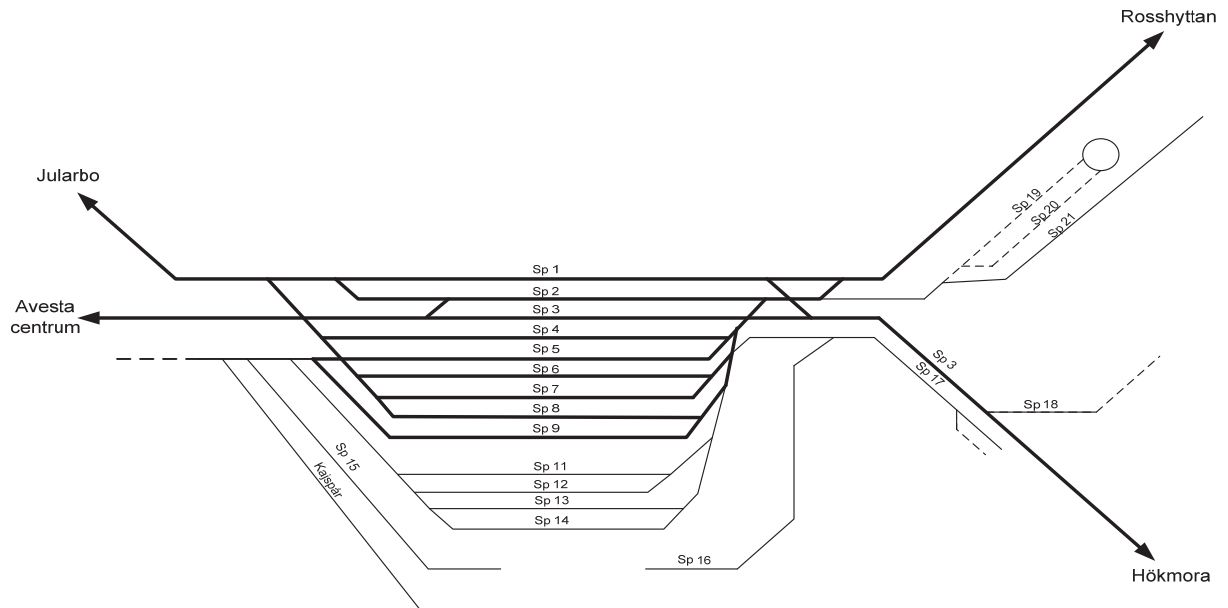 Rosshyttan
Jularbo
Sp 19
Sp 20
Sp 21
Sp 1
Sp 2
Avesta
centrum
Sp 3
Sp 4
Sp 5
Sp 6
Sp 7
Sp 8
Sp 9
Sp 3
Sp 17
Sp 18
Sp 15
Kajspår
Sp 11
Sp 12
Sp 13
Sp 14
Sp 16
Hökmora